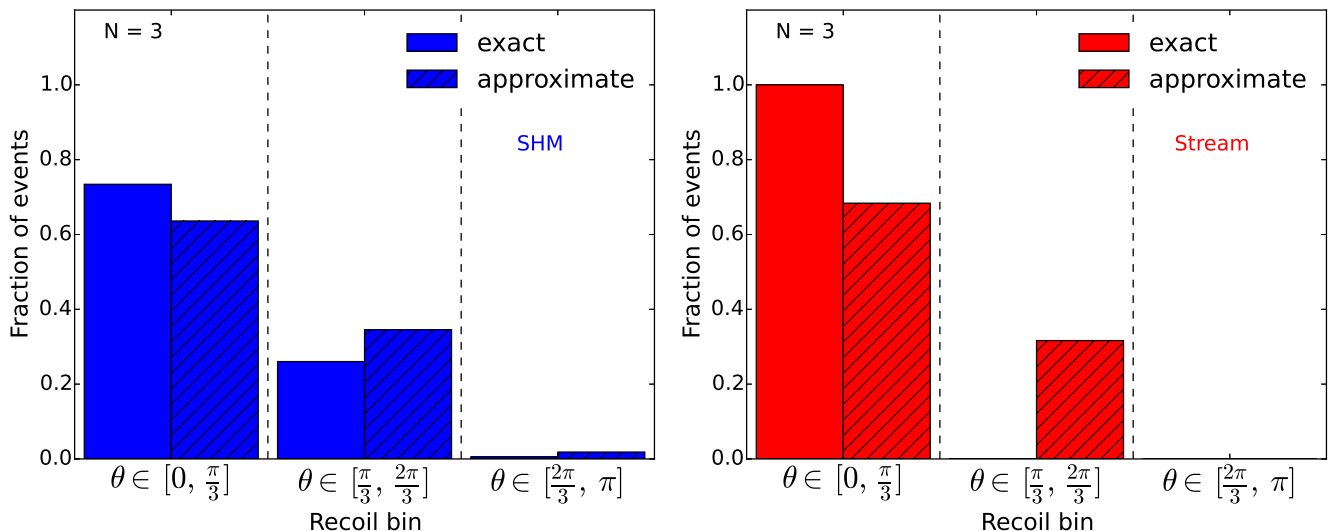 N = 3
exact
approximate
SHM
Fraction of events
1.0
0.8
0.6
0.4
0.2
0.0
θ ∈ [0, π/3]
θ ∈ [π/3, 2π/3]
θ ∈ [2π/3, π]
Recoil bin
N = 3
exact
approximate
Stream
Fraction of events
1.0
0.8
0.6
0.4
0.2
0.0
θ ∈ [0, π/3]
θ ∈ [π/3, 2π/3]
θ ∈ [2π/3, π]
Recoil bin